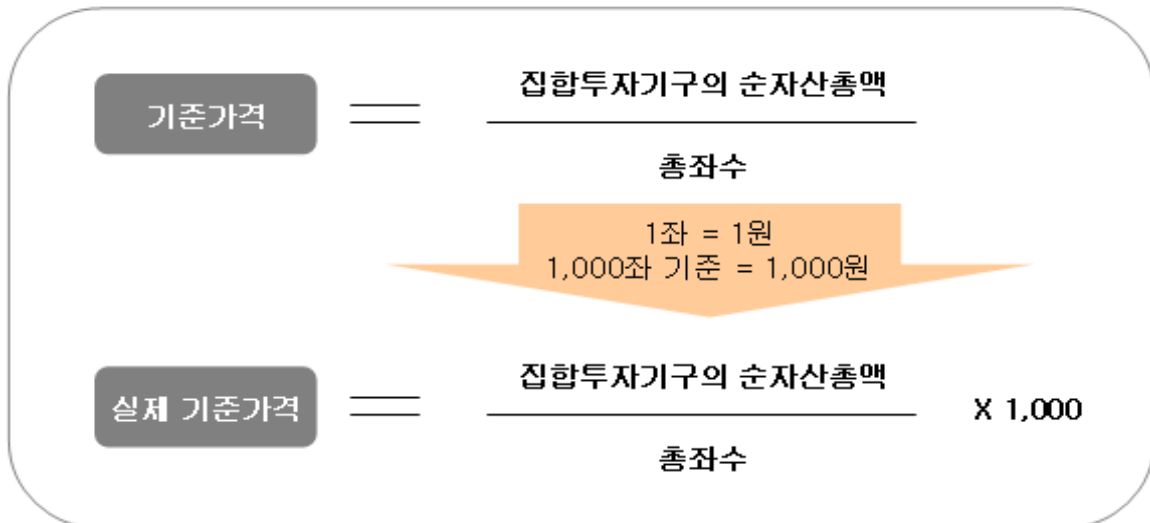 집합투자기구의 순자산총액
기준가격
총좌수
1좌 = 1원
1,000좌 기준 = 1,000원
집합투자기구의 순자산총액
실제 기준가격
X 1,000
총좌수